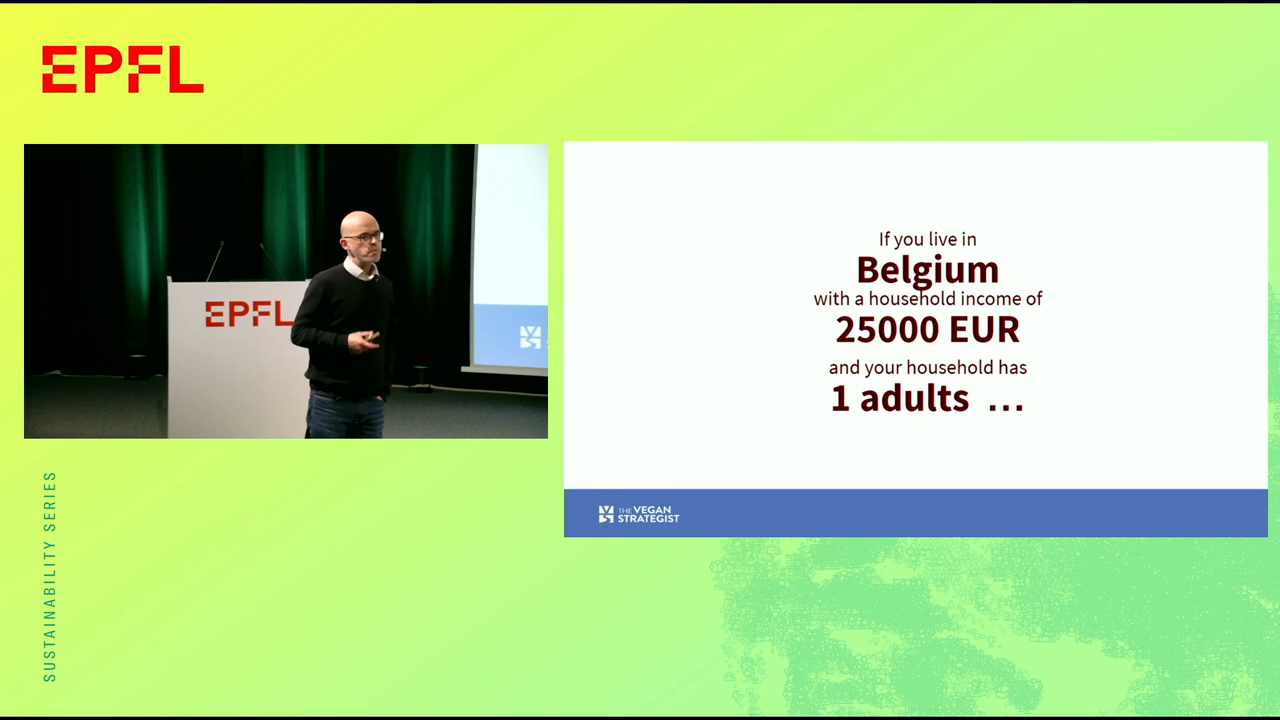 EPFL
EPFL
If you live in
Belgium
with a household income of
25000 EUR
and your household has
1 adults ...
THE VEGAN
STRATEGIST
SUSTAINABILITY SERIES